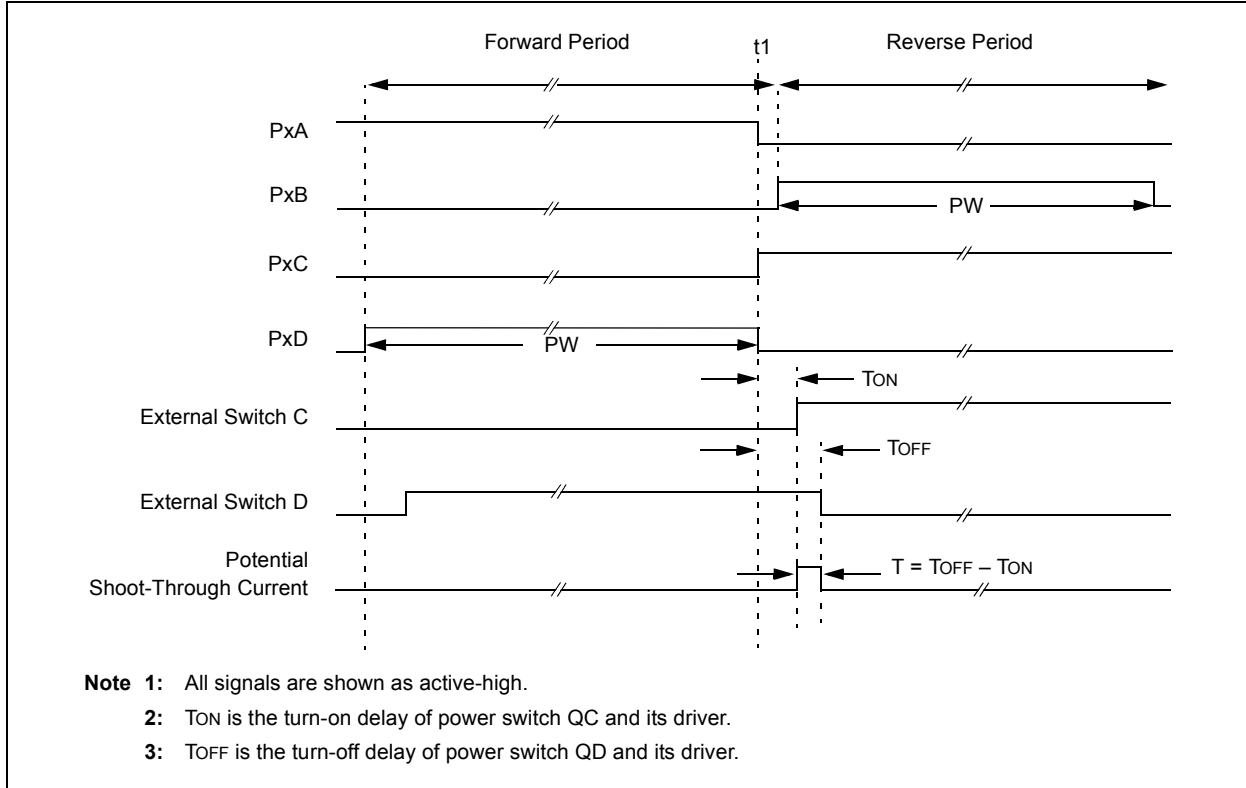 Forward Period
t1
Reverse Period
PxA
PxB
PW
PxC
PxD
PW
TON
External Switch C
TOFF
External Switch D
Potential
Shoot-Through Current
T = TOFF – TON
Note 1: All signals are shown as active-high.
2: TON is the turn-on delay of power switch QC and its driver.
3: TOFF is the turn-off delay of power switch QD and its driver.